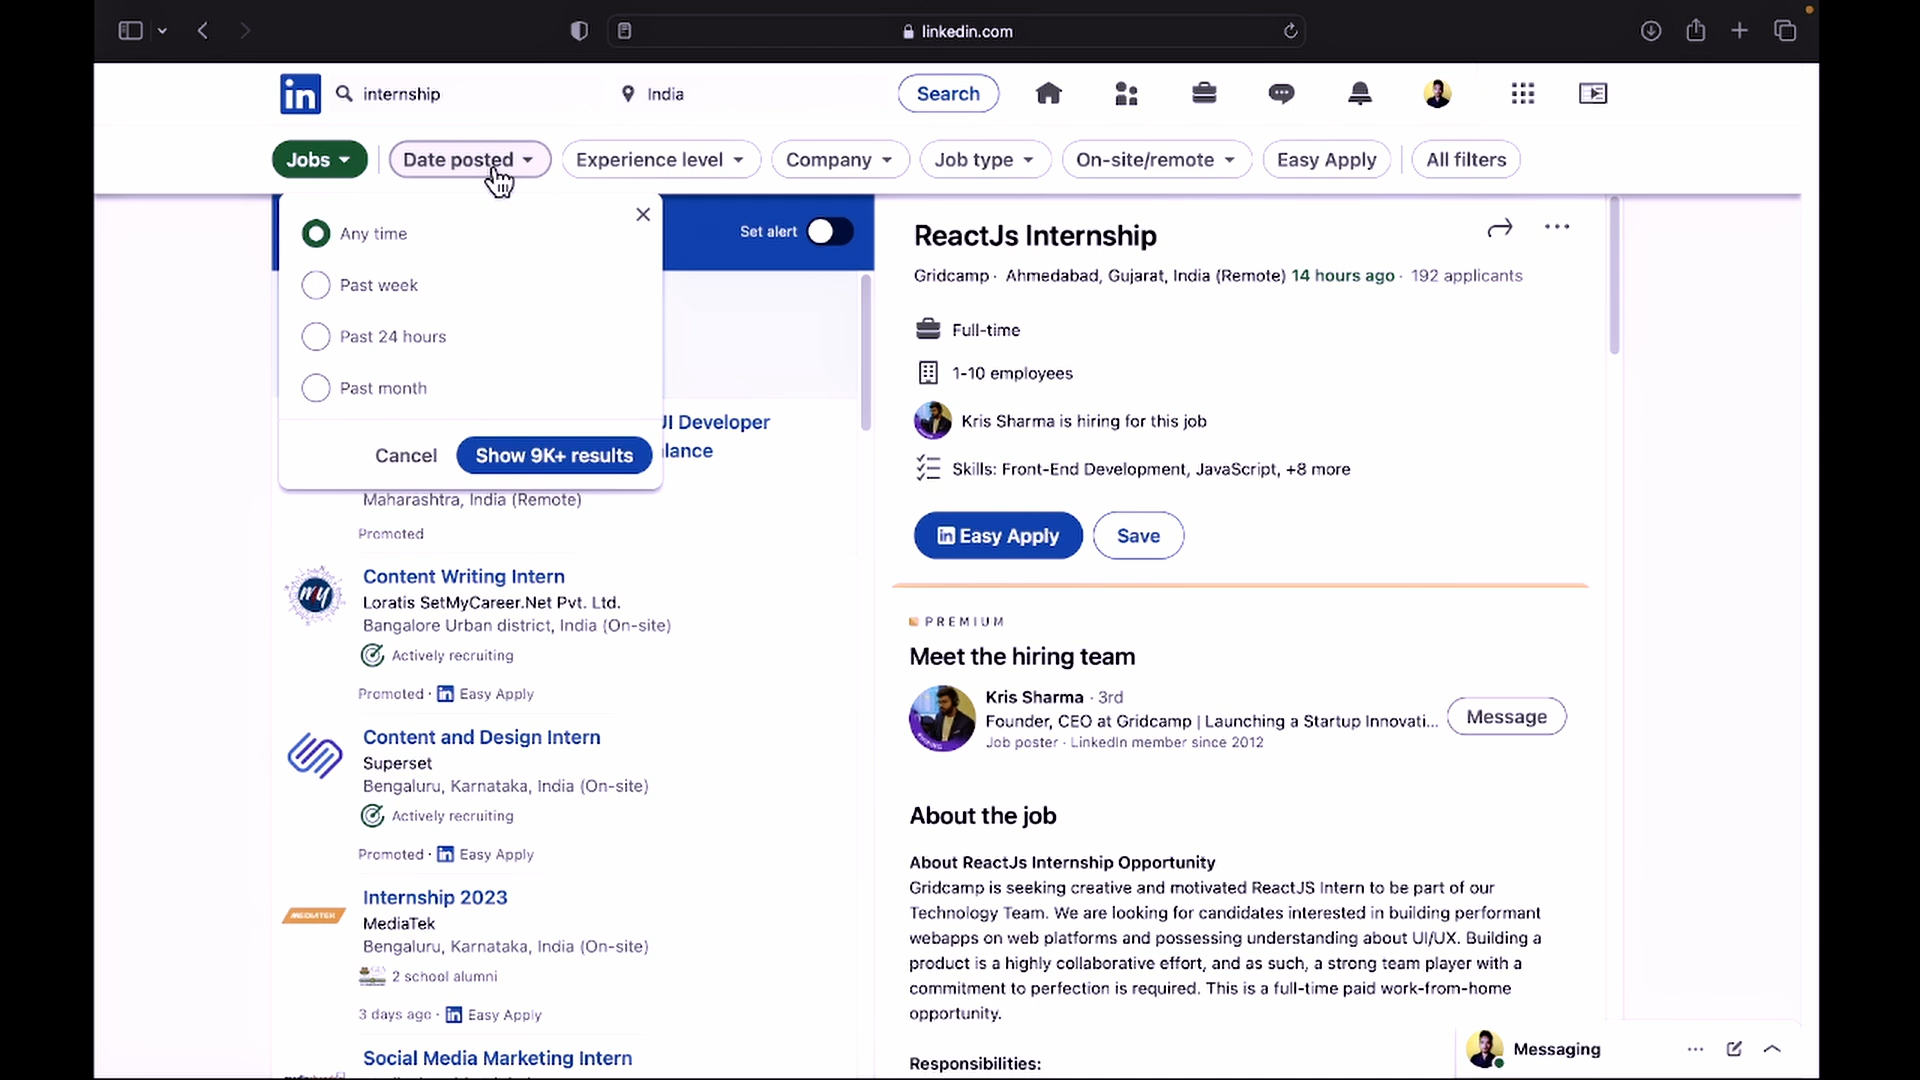 linkedin.com
in
internship
India
Search
Jobs
Date posted
Experience level
Company
Job type
On-site/remote
Easy Apply
All filters
Any time
Past week
Past 24 hours
Past month
Cancel
Show 9K+ results
Set alert
UI Developer
lance
Maharashtra, India (Remote)
Promoted
my
Content Writing Intern
Loratis SetMyCareer.Net Pvt. Ltd.
Bangalore Urban district, India (On-site)
Actively recruiting
Promoted · in Easy Apply
Content and Design Intern
Superset
Bengaluru, Karnataka, India (On-site)
Actively recruiting
Promoted · in Easy Apply
MEDIATEK
Internship 2023
MediaTek
Bengaluru, Karnataka, India (On-site)
2 school alumni
3 days ago · in Easy Apply
Social Media Marketing Intern
ReactJs Internship
Gridcamp · Ahmedabad, Gujarat, India (Remote) 14 hours ago · 192 applicants
Full-time
1-10 employees
Kris Sharma is hiring for this job
Skills: Front-End Development, JavaScript, +8 more
in Easy Apply
Save
PREMIUM
Meet the hiring team
Kris Sharma · 3rd
Founder, CEO at Gridcamp | Launching a Startup Innovati...
Job poster · LinkedIn member since 2012
Message
About the job
About ReactJs Internship Opportunity
Gridcamp is seeking creative and motivated ReactJS Intern to be part of our
Technology Team. We are looking for candidates interested in building performant
webapps on web platforms and possessing understanding about UI/UX. Building a
product is a highly collaborative effort, and as such, a strong team player with a
commitment to perfection is required. This is a full-time paid work-from-home
opportunity.
Responsibilities:
Messaging